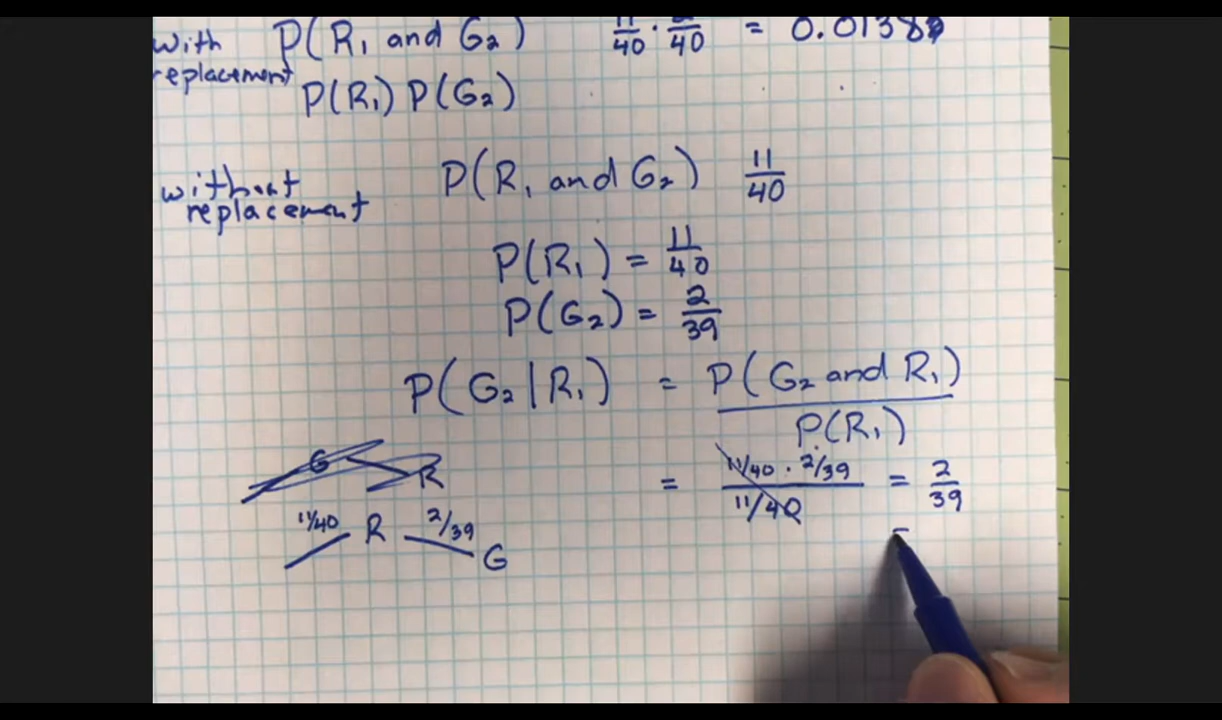 with P(R₁ and G₂) 11/40 · 2/40 = 0.0138
replacement
P(R₁) P(G₂)
without P(R₁ and G₂) 11/40
replacement
P(R₁) = 11/40
P(G₂) = 2/39
P(G₂ | R₁) = P(G₂ and R₁) / P(R₁)
= 11/40 · 2/39 / 11/40 = 2/39
G R
11/40 R 2/39 G
=